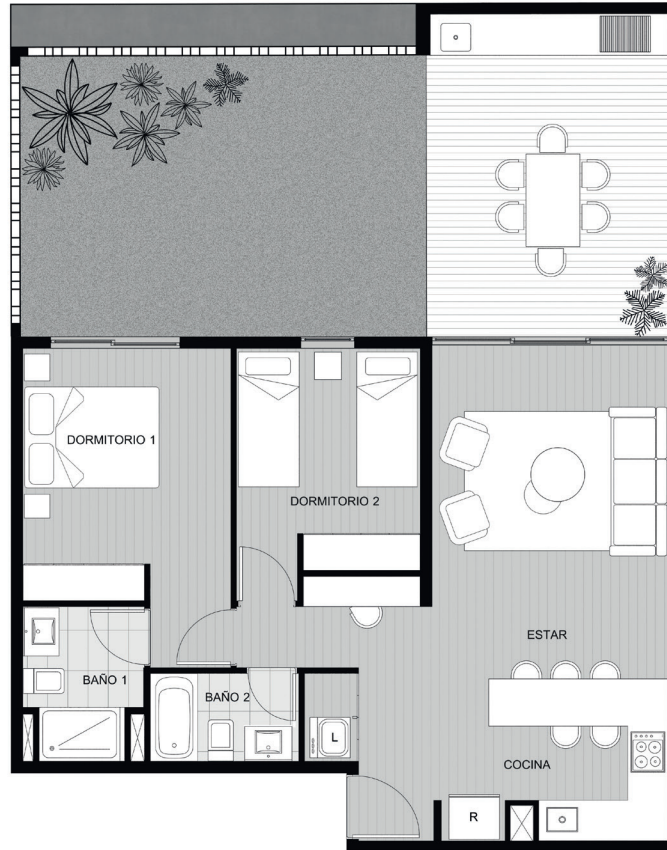 DORMITORIO 1
DORMITORIO 2
ESTAR
BAÑO 1
BAÑO 2
L
COCINA
R